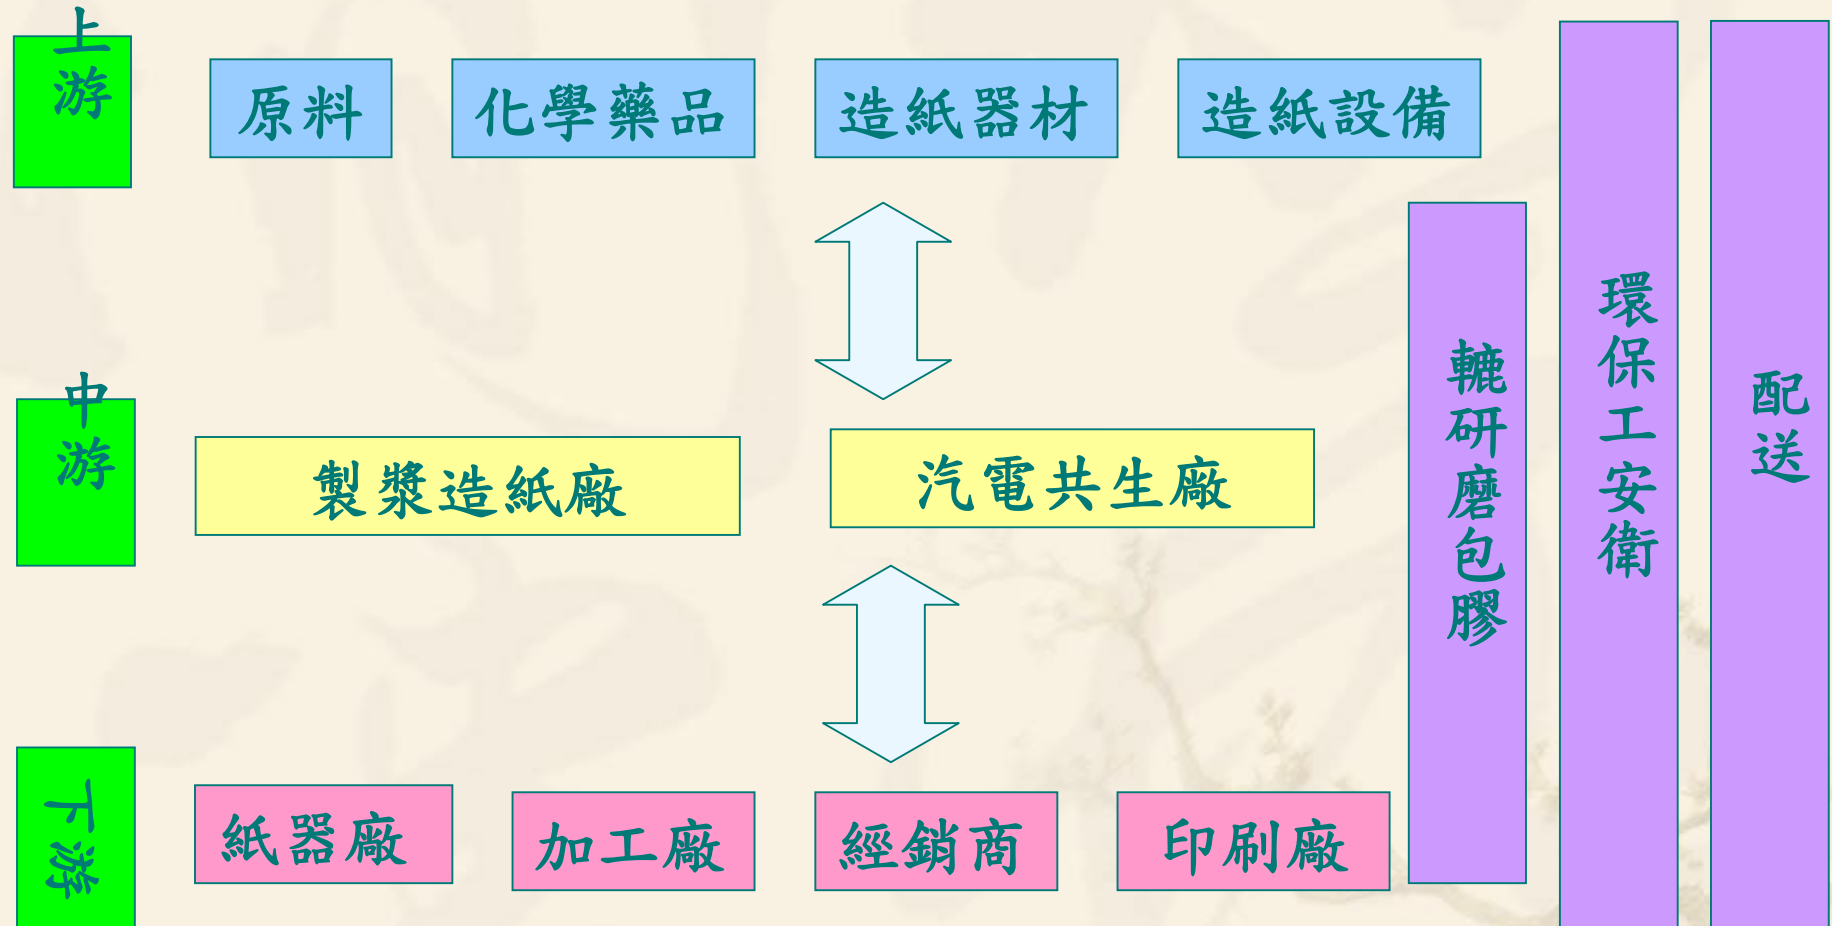 上游
原料
化學藥品
造紙器材
造紙設備
中游
製漿造紙廠
汽電共生廠
下游
紙器廠
加工廠
經銷商
印刷廠
轆研磨包膠
環保工安衛
配送